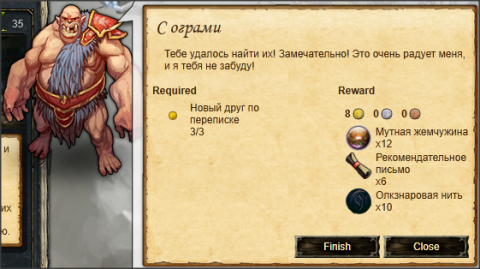 35
С ограми
Тебе удалось найти их! Замечательно! Это очень радует меня,
и я тебя не забуду!
Required
Reward
Новый друг по
переписке
3/3
8 0 0
Мутная жемчужина
x12
Рекомендательное
письмо
x6
Олкзнаровая нить
x10
и
их
ю.
Finish
Close